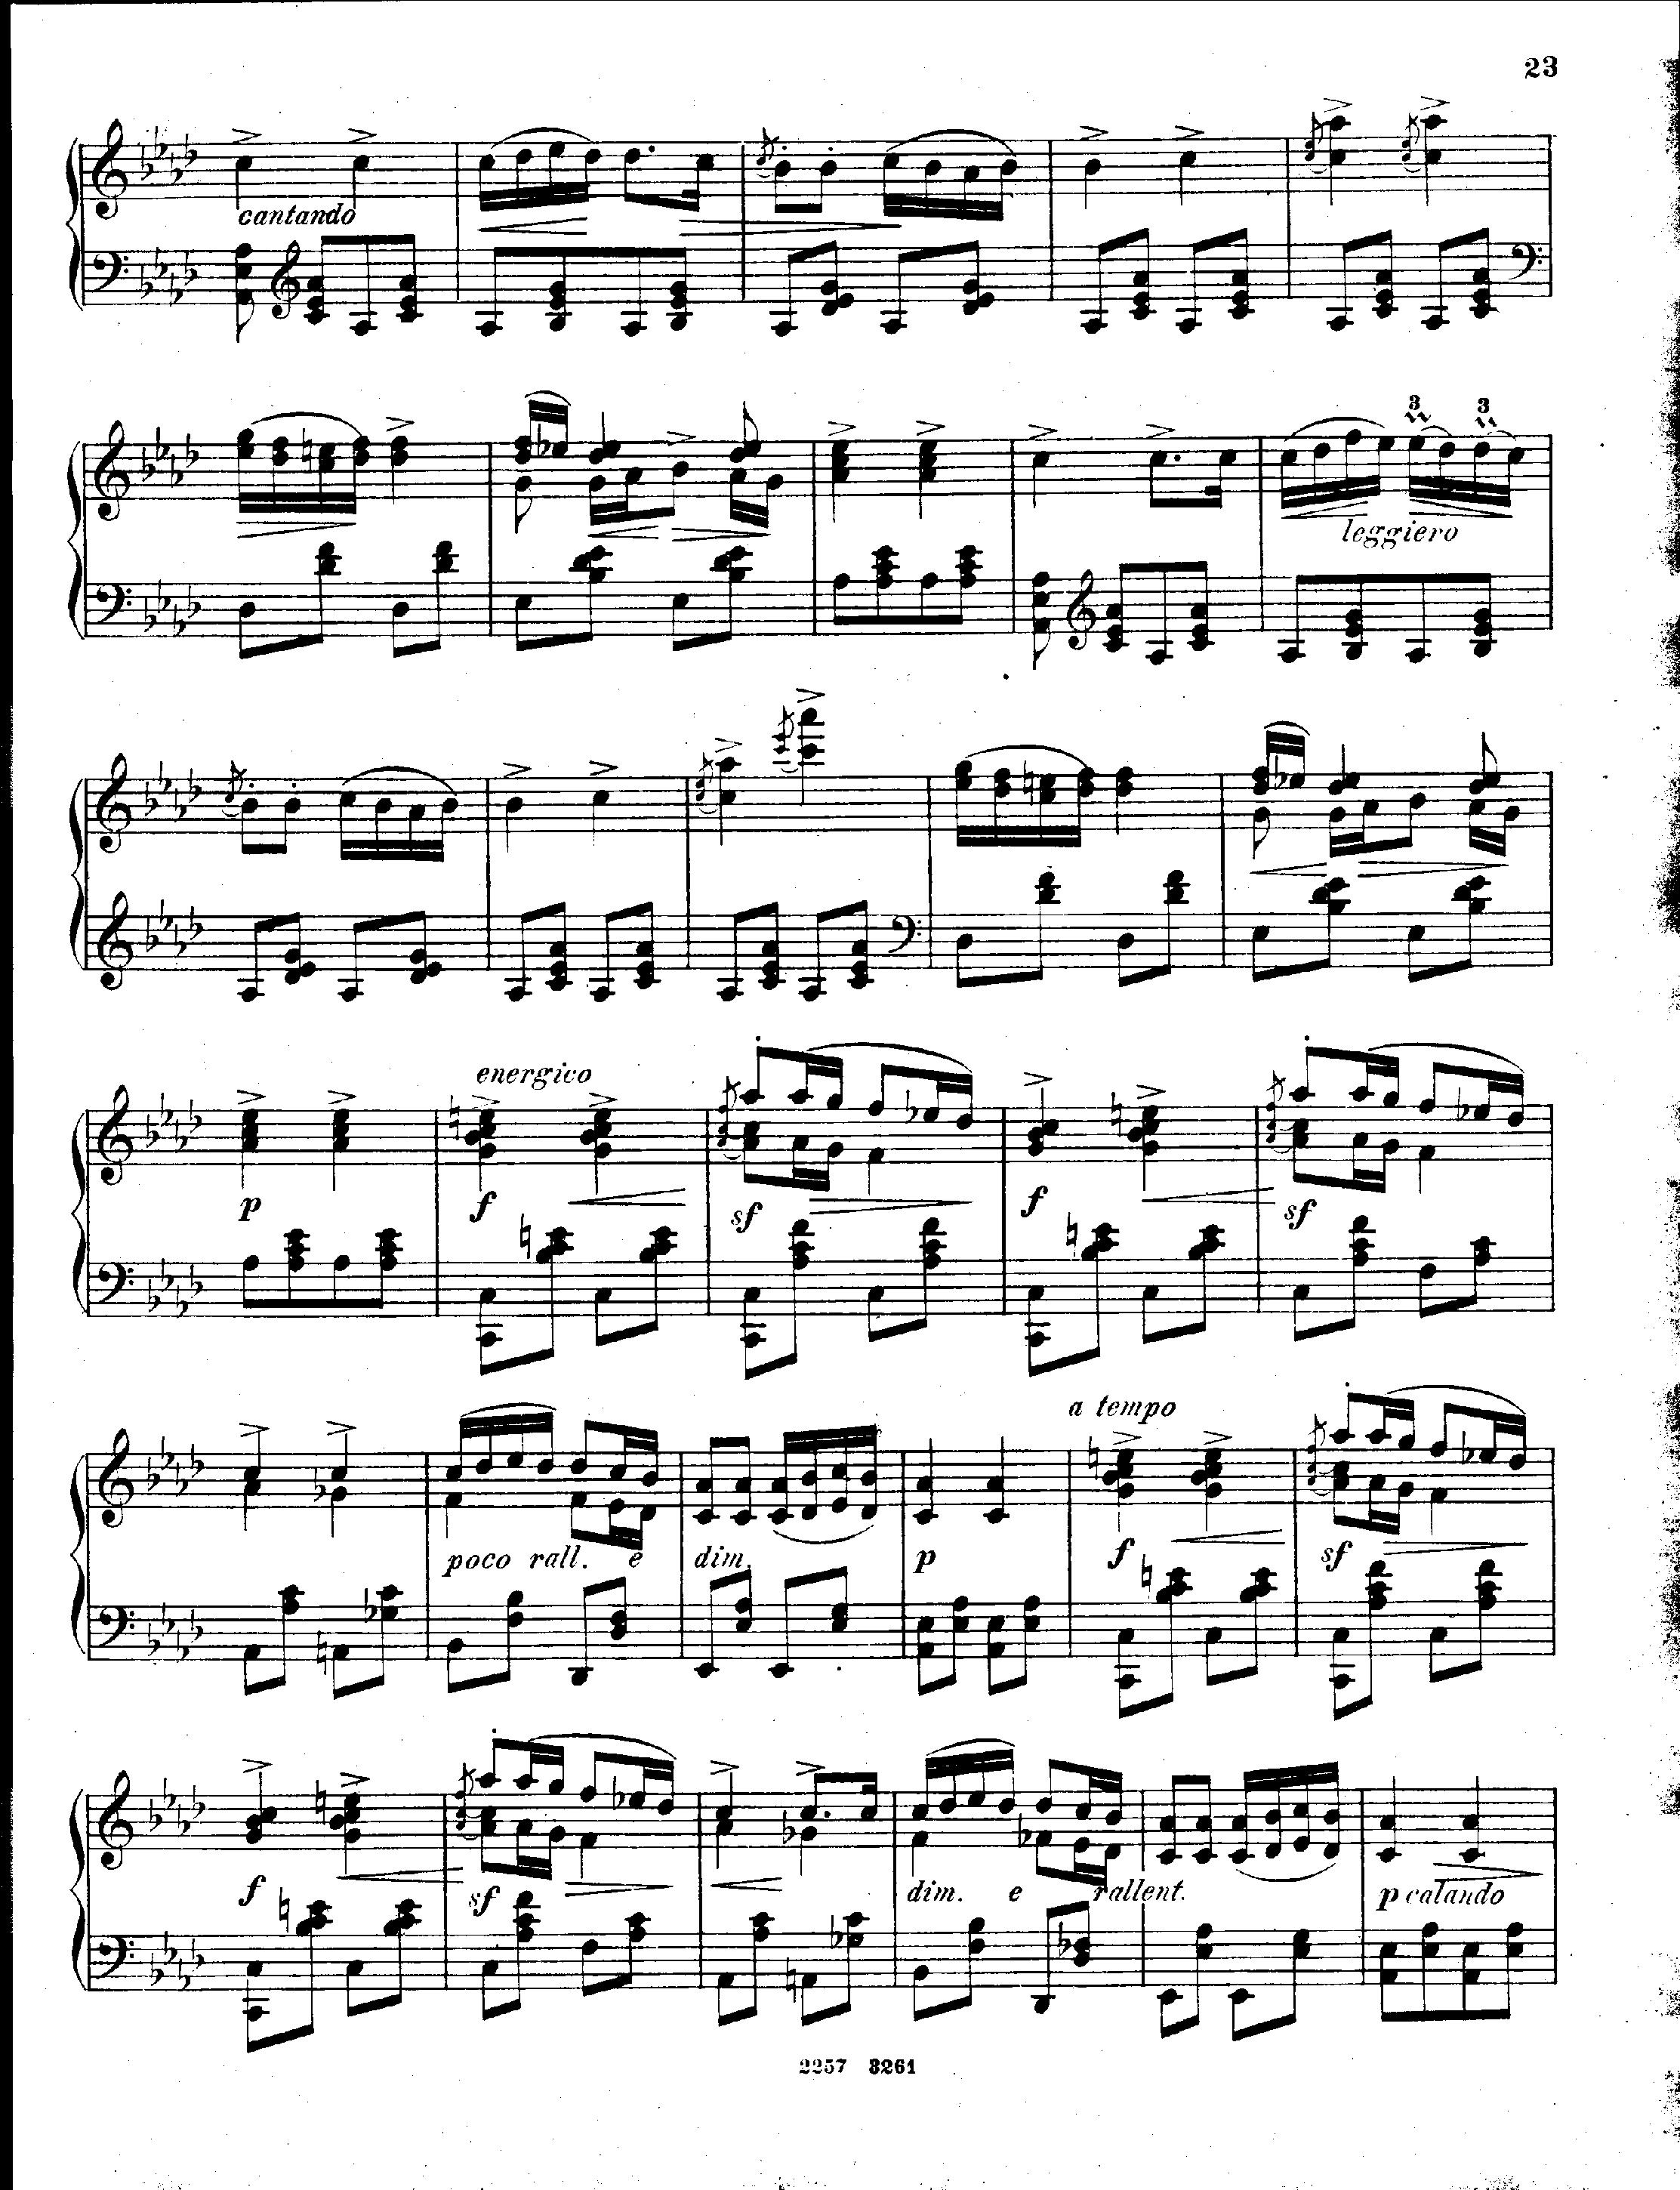 23
cantando
3 3
leggiero
energico
p f sf f sf
a tempo
poco rall. e dim. p f sf
f sf dim. e rallent. p calando
2257 3261